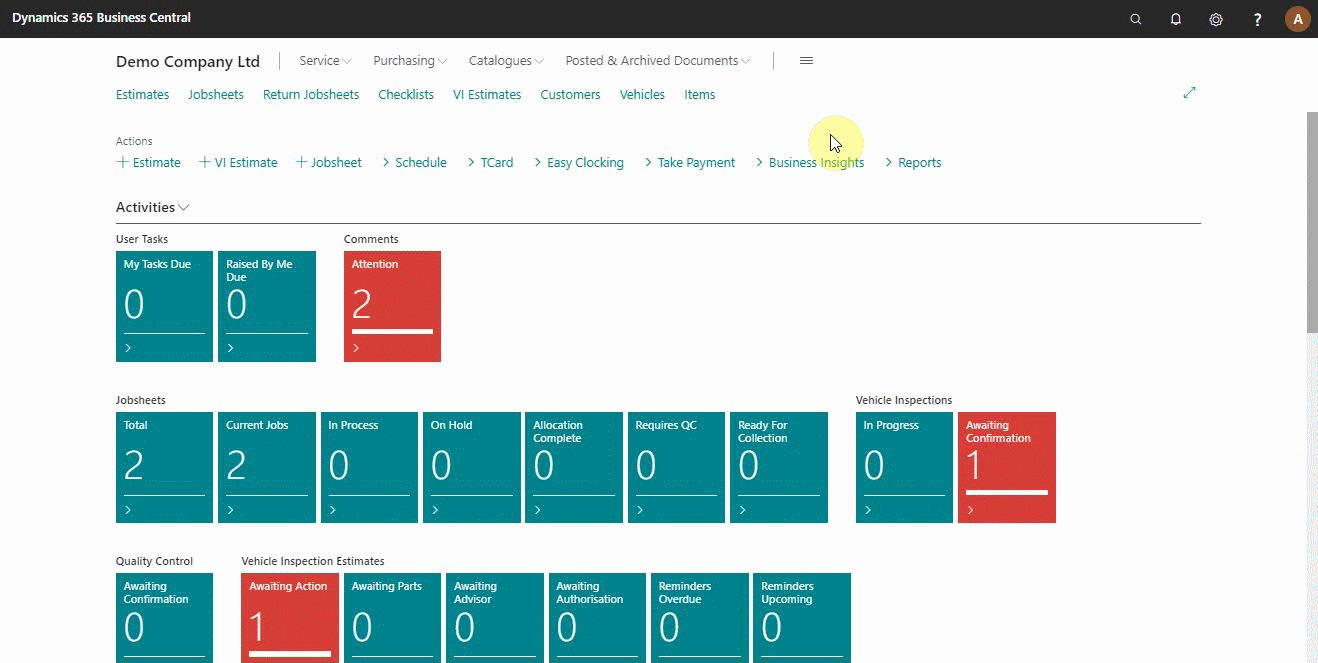 Dynamics 365 Business Central
?
A
Demo Company Ltd
Service
Purchasing
Catalogues
Posted & Archived Documents
Estimates
Jobsheets
Return Jobsheets
Checklists
VI Estimates
Customers
Vehicles
Items
Actions
+ Estimate
+ VI Estimate
+ Jobsheet
> Schedule
> TCard
> Easy Clocking
> Take Payment
> Business Insights
> Reports
Activities
User Tasks
My Tasks Due
0
Raised By Me
Due
0
Comments
Attention
2
Jobsheets
Total
2
Current Jobs
2
In Process
0
On Hold
0
Allocation
Complete
0
Requires QC
0
Ready For
Collection
0
Vehicle Inspections
In Progress
0
Awaiting
Confirmation
1
Quality Control
Awaiting
Confirmation
0
Vehicle Inspection Estimates
Awaiting Action
1
Awaiting Parts
0
Awaiting
Advisor
0
Awaiting
Authorisation
0
Reminders
Overdue
0
Reminders
Upcoming
0